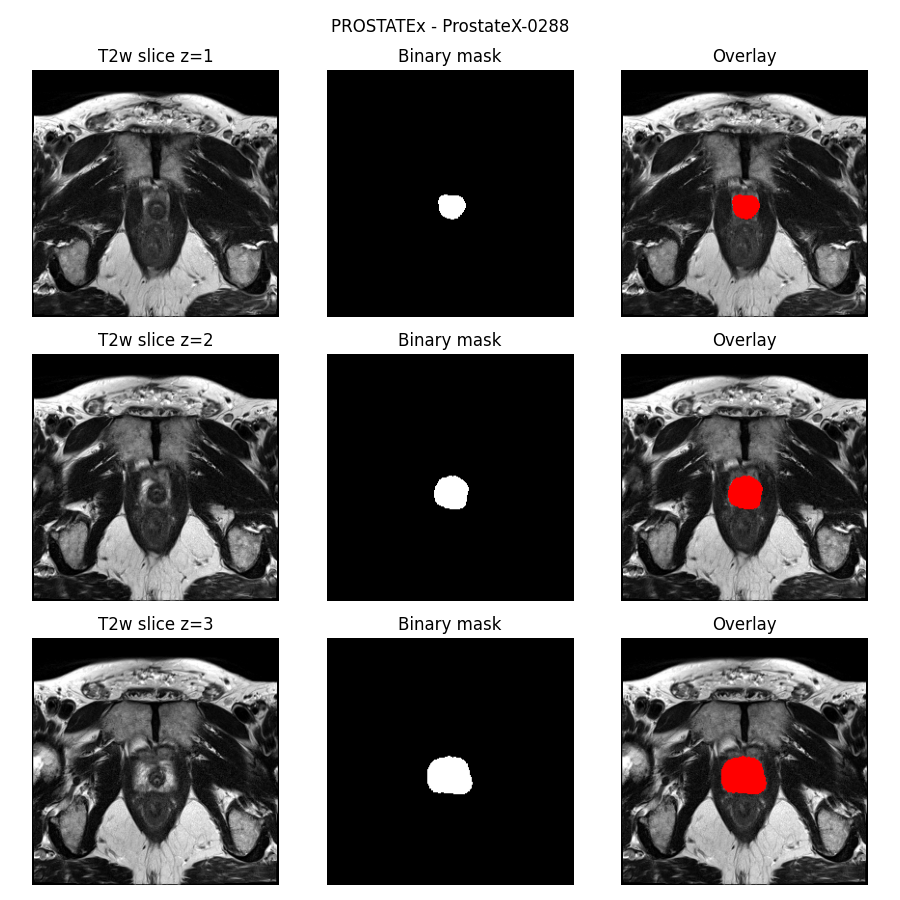 PROSTATEx - ProstateX-0288
T2w slice z=1
Binary mask
Overlay
T2w slice z=2
Binary mask
Overlay
T2w slice z=3
Binary mask
Overlay